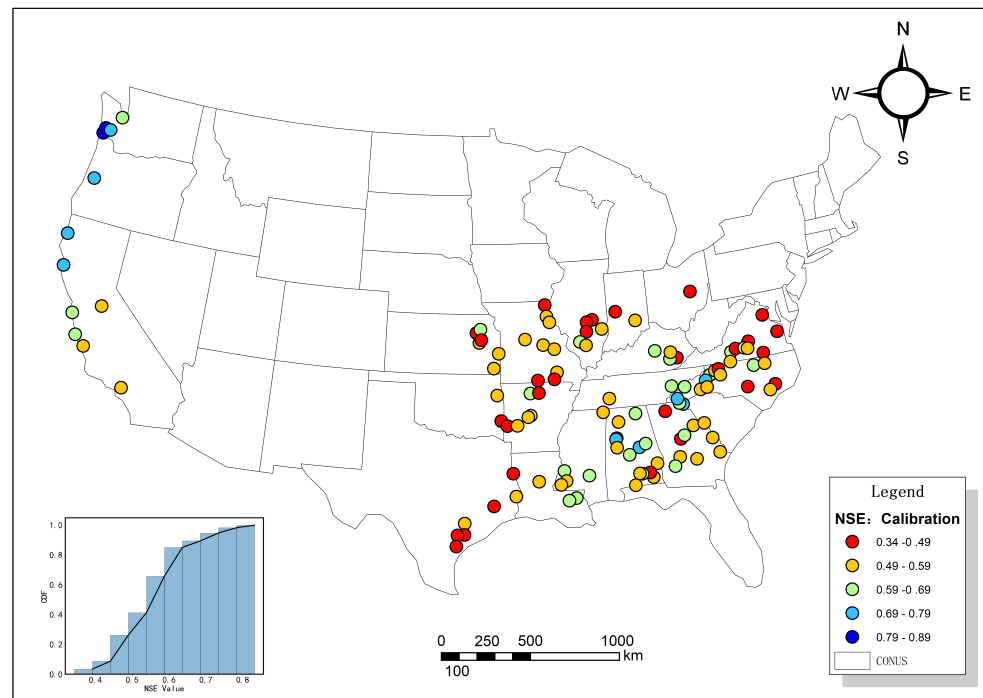 N
W E
S
Legend
NSE: Calibration
0.34 -0 .49
0.49 - 0.59
0.59 -0 .69
0.69 - 0.79
0.79 - 0.89
CONUS
1.0
0.8
0.6
0.4
0.2
0.0
CDF
0.4 0.5 0.6 0.7 0.8
NSE Value
0 250 500 1000
km
100